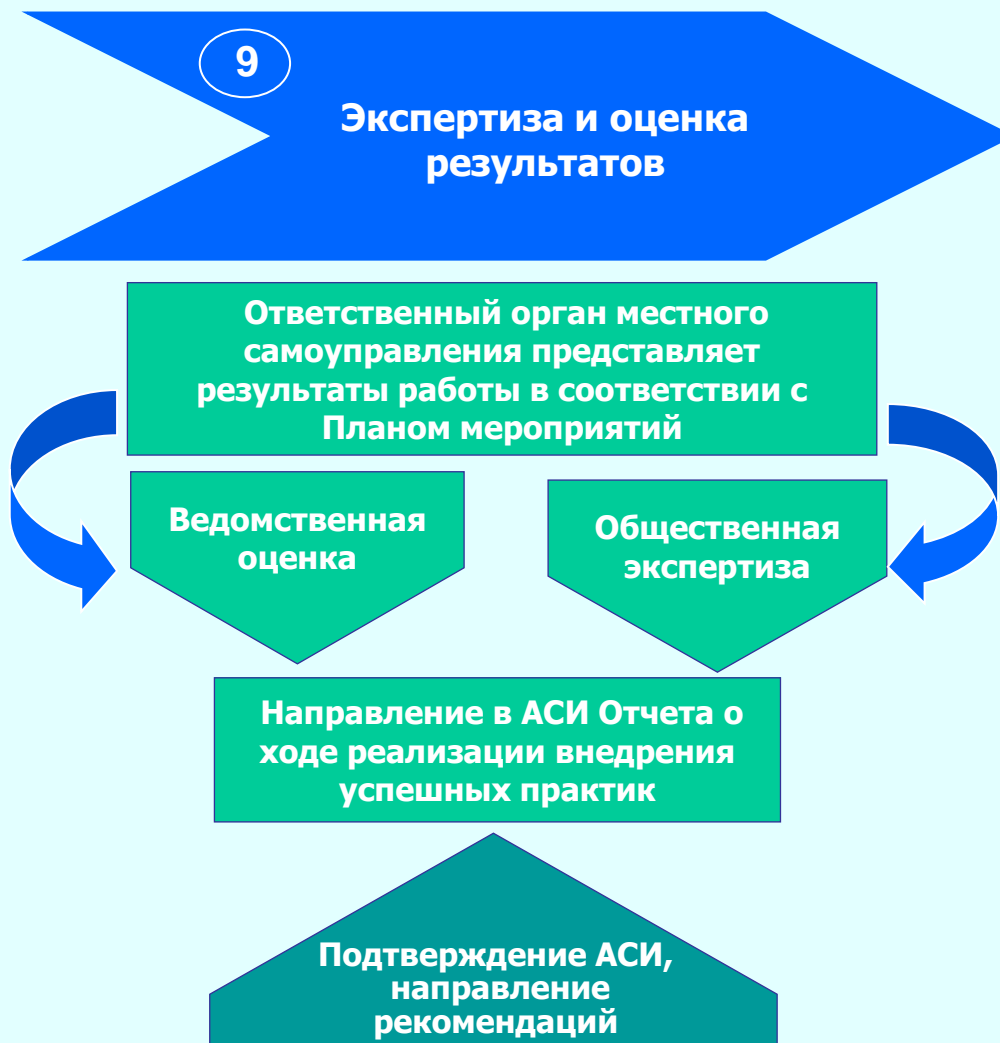 9
Экспертиза и оценка
результатов
Ответственный орган местного
самоуправления представляет
результаты работы в соответствии с
Планом мероприятий
Ведомственная
оценка
Общественная
экспертиза
Направление в АСИ Отчета о
ходе реализации внедрения
успешных практик
Подтверждение АСИ,
направление
рекомендаций